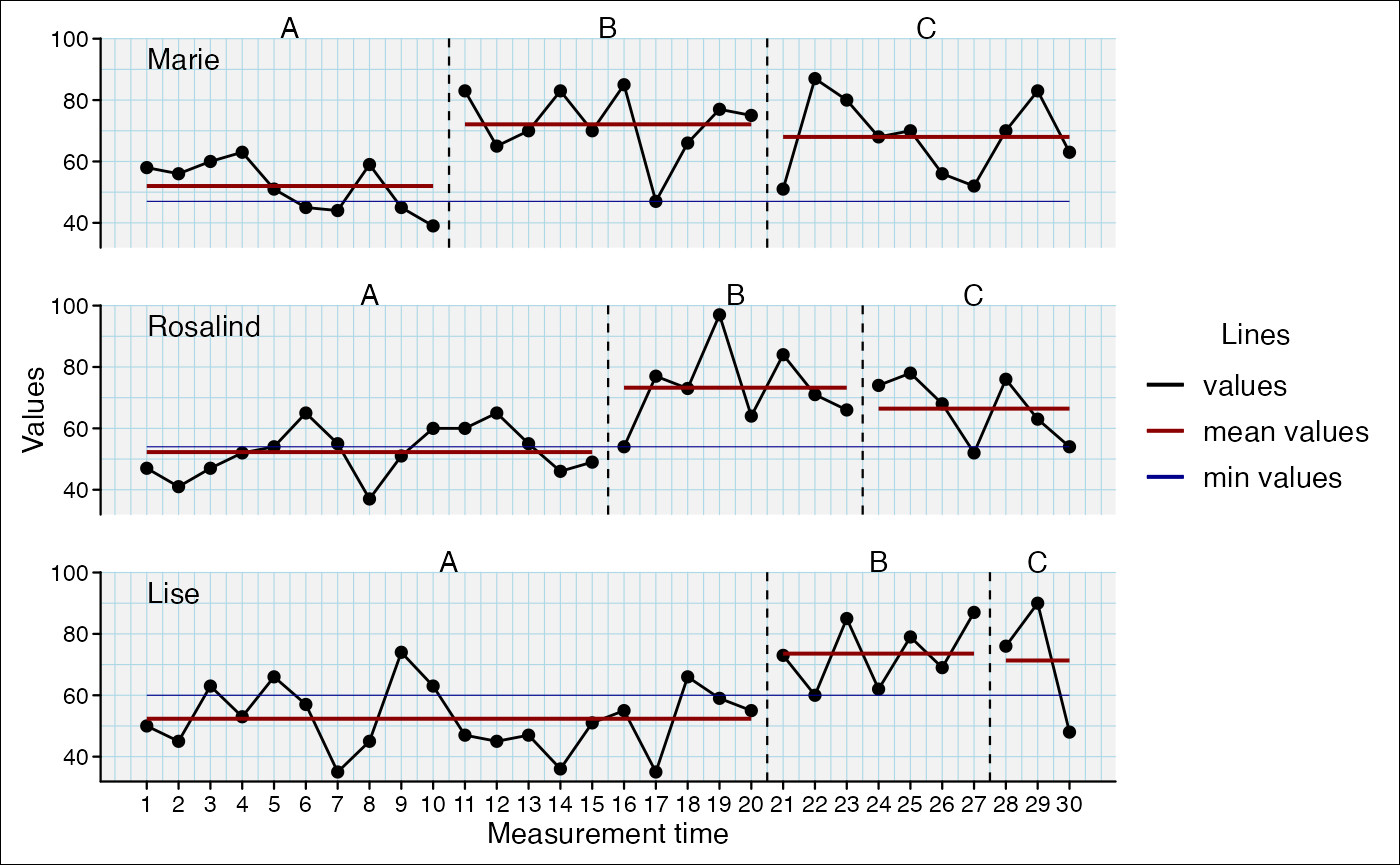 A B C
100
Marie
80
60
40
A B C
100
Rosalind
80
60
40
A B C
100
Lise
80
60
40
1 2 3 4 5 6 7 8 9 10 11 12 13 14 15 16 17 18 19 20 21 22 23 24 25 26 27 28 29 30
Measurement time
Values
Lines
values
mean values
min values